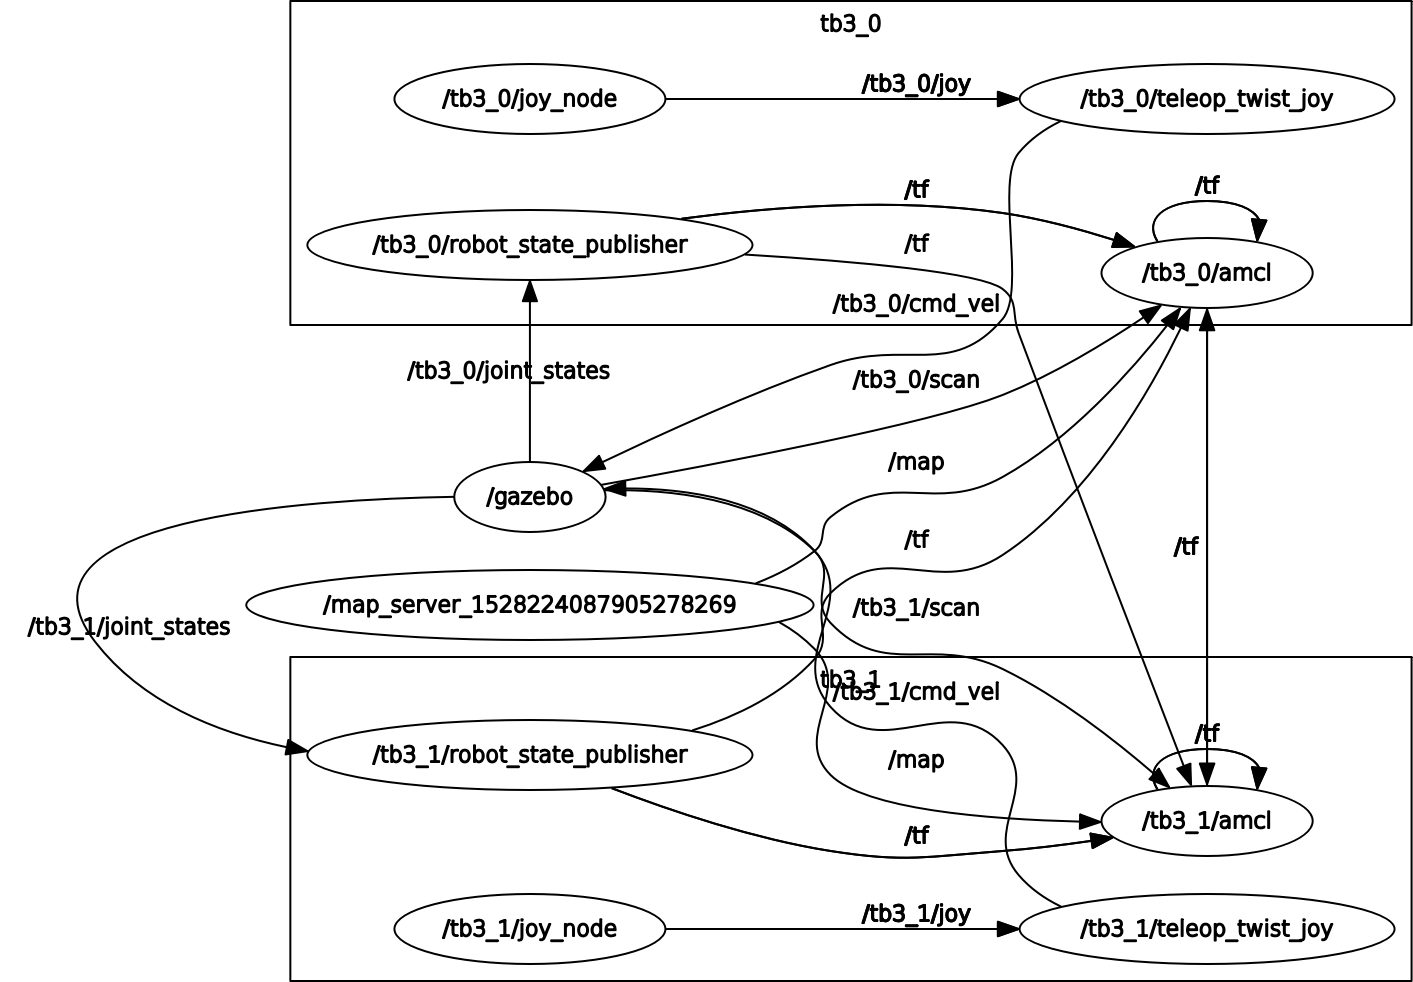 tb3_0
/tb3_0/joy
/tb3_0/joy_node
/tb3_0/teleop_twist_joy
/tf
/tf
/tb3_0/robot_state_publisher
/tf
/tb3_0/amcl
/tb3_0/cmd_vel
/tb3_0/joint_states
/tb3_0/scan
/map
/gazebo
/tf
/tf
/map_server_1528224087905278269
/tb3_1/scan
/tb3_1/joint_states
tb3_1
/tb3_1/cmd_vel
/tf
/tb3_1/robot_state_publisher
/map
/tb3_1/amcl
/tf
/tb3_1/joy
/tb3_1/joy_node
/tb3_1/teleop_twist_joy